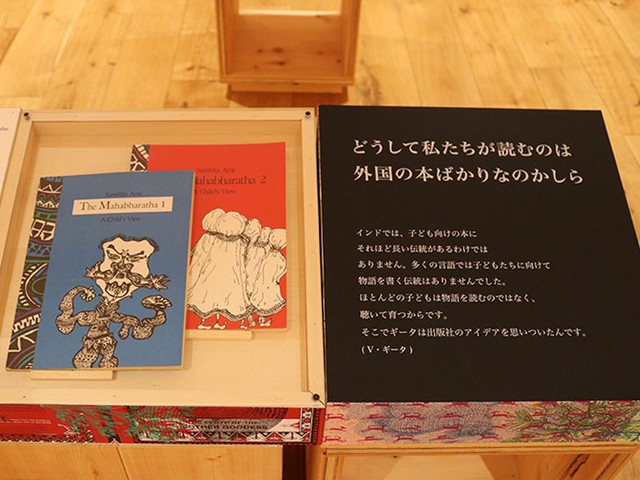 Samhita Arni
The Mahabharatha 1
A Child's View
Samhita Arni
Mahabharatha 2
A Child's View
どうして私たちが読むのは
外国の本ばかりなのかしら
インドでは、子ども向けの本に
それほど長い伝統があるわけでは
ありません。多くの言語では子どもたちに向けて
物語を書く伝統はありませんでした。
ほとんどの子どもは物語を読むのではなく、
聴いて育つからです。
そこでギータは出版社のアイデアを思いついたんです。
(V・ギータ)